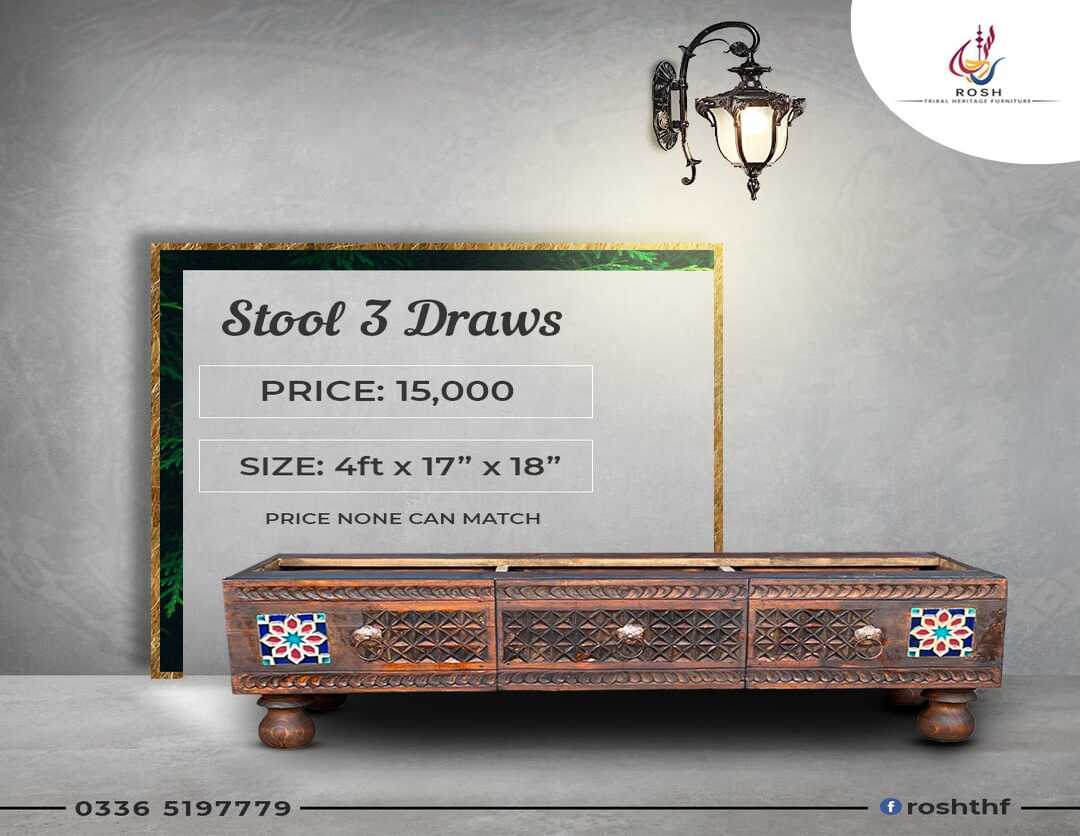 ROSH
TRIBAL HERITAGE FURNITURE
Stool 3 Draws
PRICE: 15,000
SIZE: 4ft x 17” x 18”
PRICE NONE CAN MATCH
0336 5197779
f roshthf